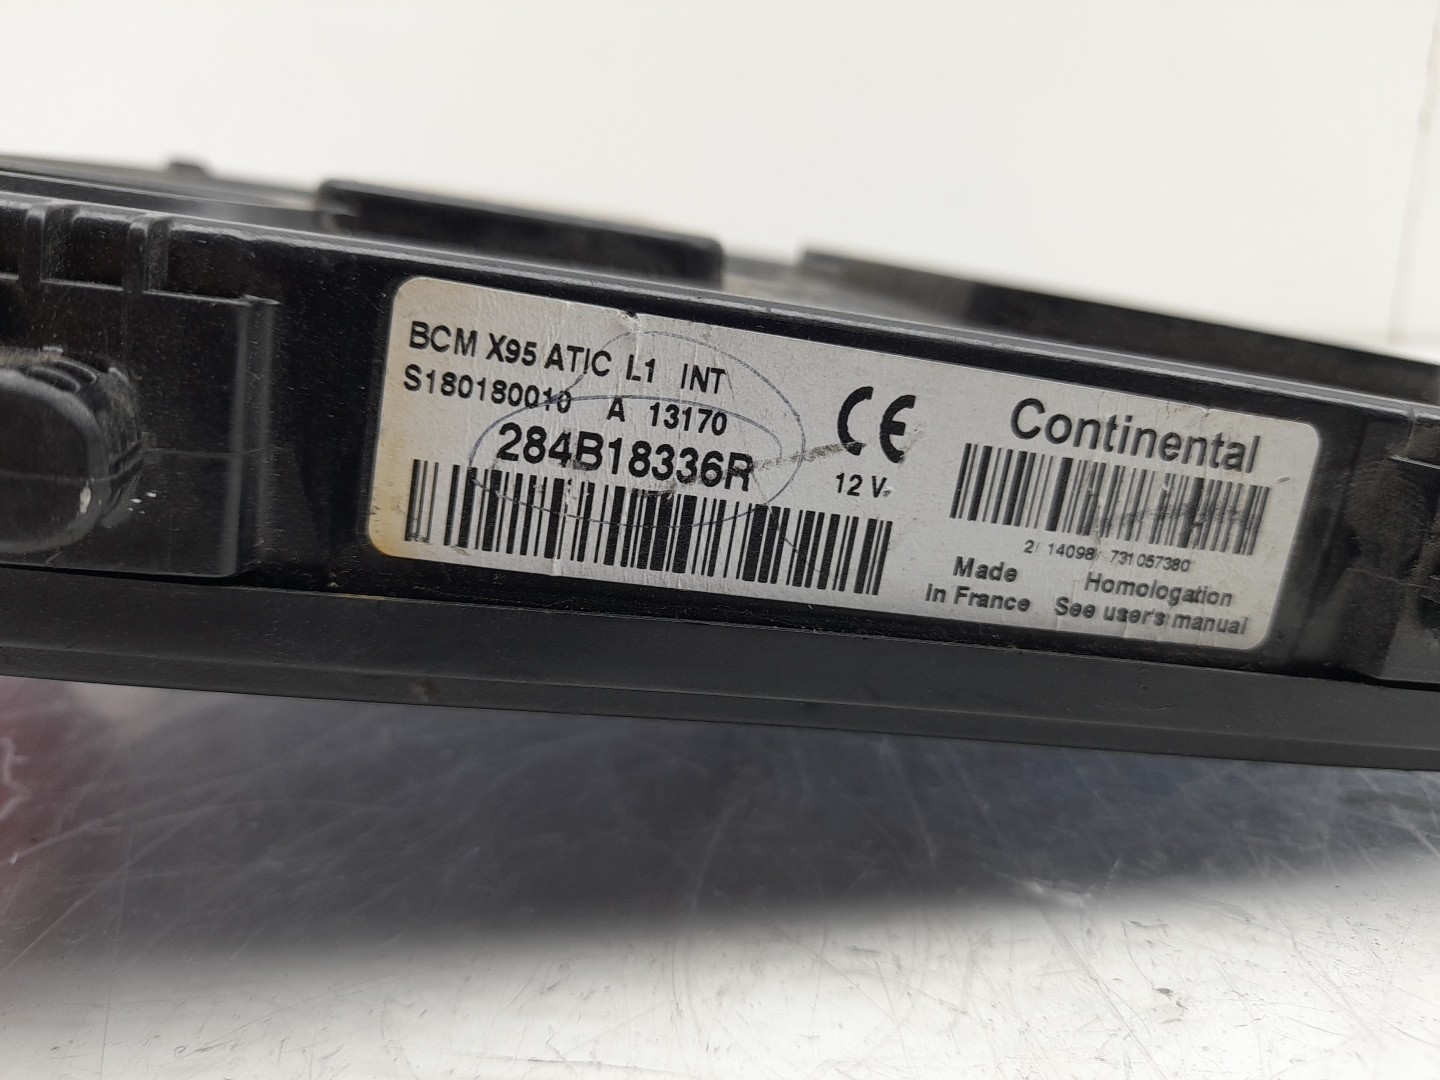 BCM X95 ATIC L1 INT
S180180010 A 13170
284B18336R
CE
12 V
Continental
2 14098 731057380
Made
In France
Homologation
See user's manual